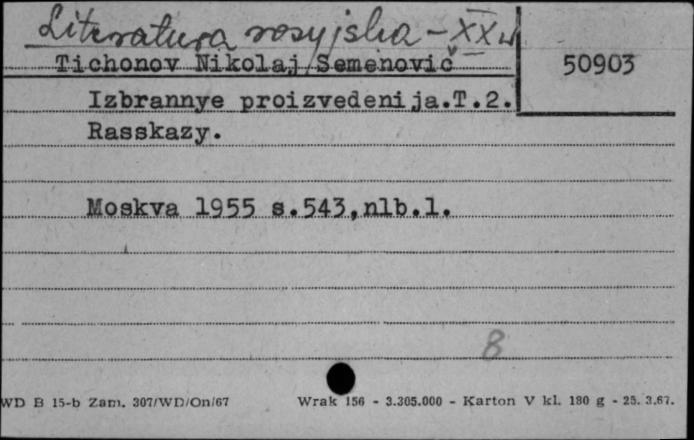 Literatura rosyjska - XX w
Tichonov Nikolaj Semenovič
50903
Izbrannye proizvedenija.T.2.
Rasskazy.
Moskva 1955 s.543,nlb.1.
8
WD B 15-b Zam. 307/WD/On/67
Wrak 156 - 3.305.000 - Karton V kl. 180 g - 25. 3.67.